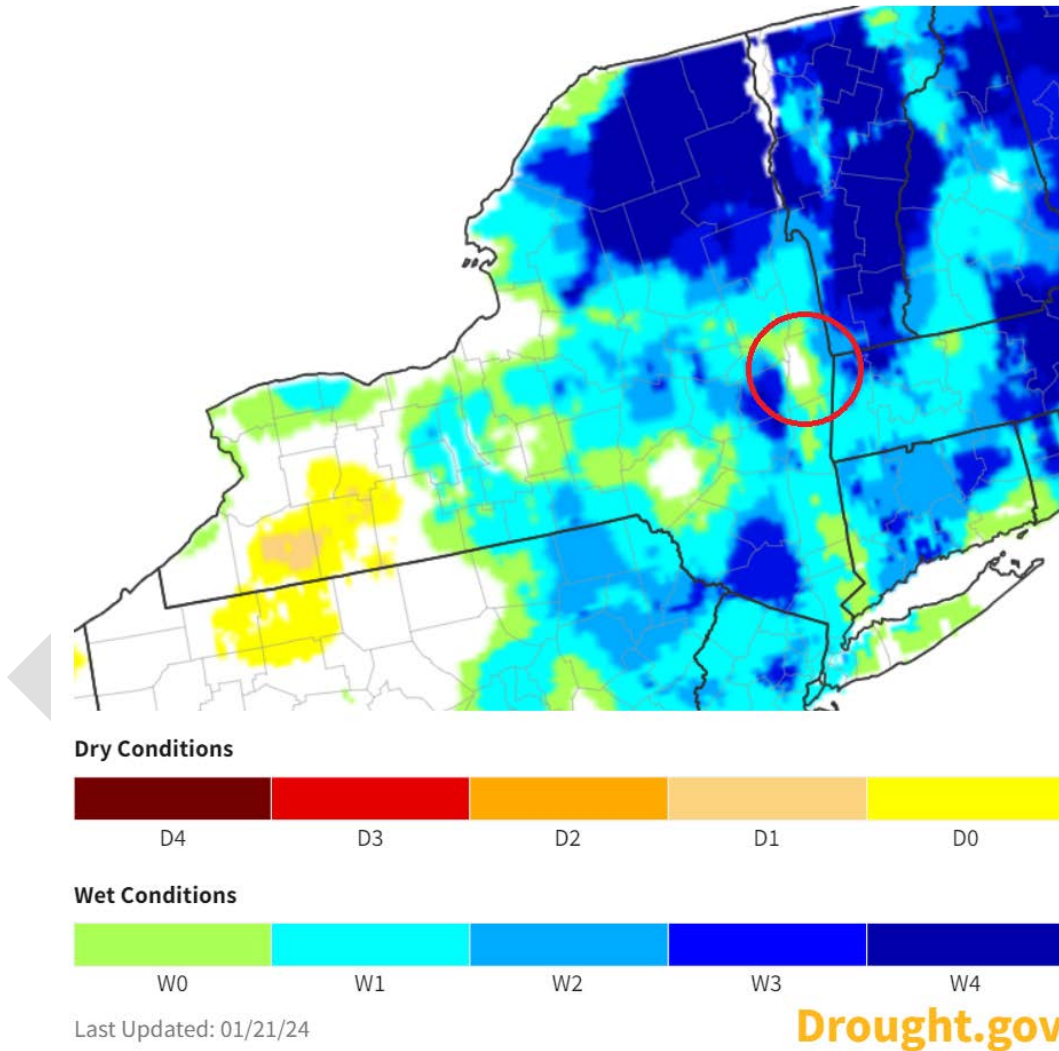 Dry Conditions
D4 D3 D2 D1 D0
Wet Conditions
W0 W1 W2 W3 W4
Last Updated: 01/21/24
Drought.gov